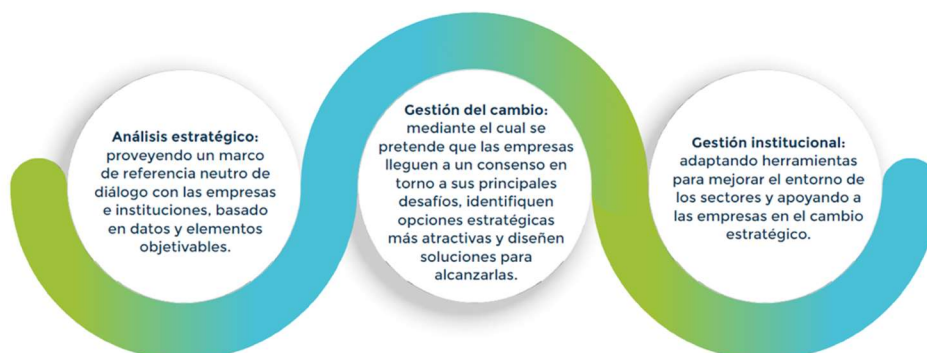 Análisis estratégico:
proveyendo un marco
de referencia neutro de
diálogo con las empresas
e instituciones, basado
en datos y elementos
objetivables.
Gestión del cambio:
mediante el cual se
pretende que las empresas
lleguen a un consenso en
torno a sus principales
desafíos, identifiquen
opciones estratégicas
más atractivas y diseñen
soluciones para
alcanzarlas.
Gestión institucional:
adaptando herramientas
para mejorar el entorno de
los sectores y apoyando a
las empresas en el cambio
estratégico.